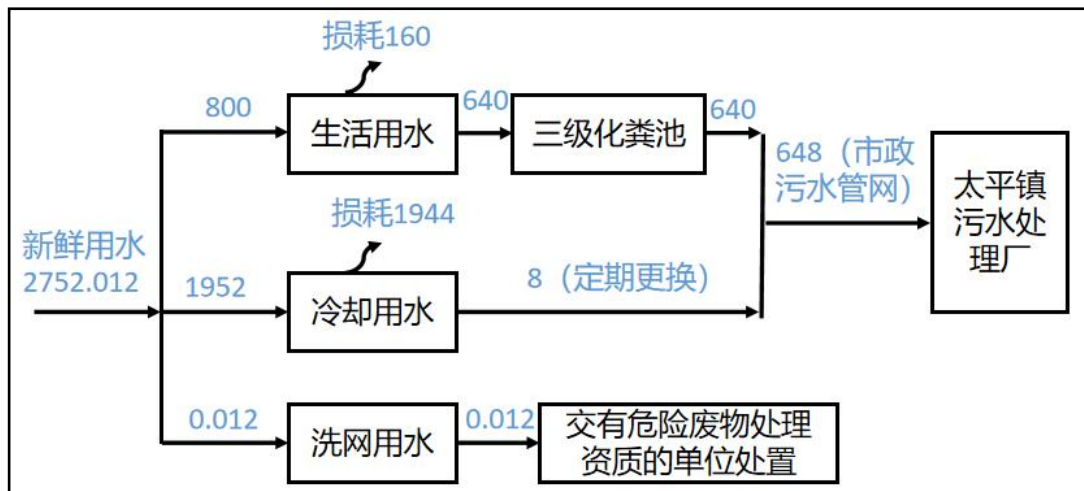 损耗160
800
生活用水
640
三级化粪池
640
648（市政
污水管网）
太平镇
污水处
理厂
新鲜用水
2752.012
损耗1944
1952
冷却用水
8（定期更换）
0.012
洗网用水
0.012
交有危险废物处理
资质的单位处置